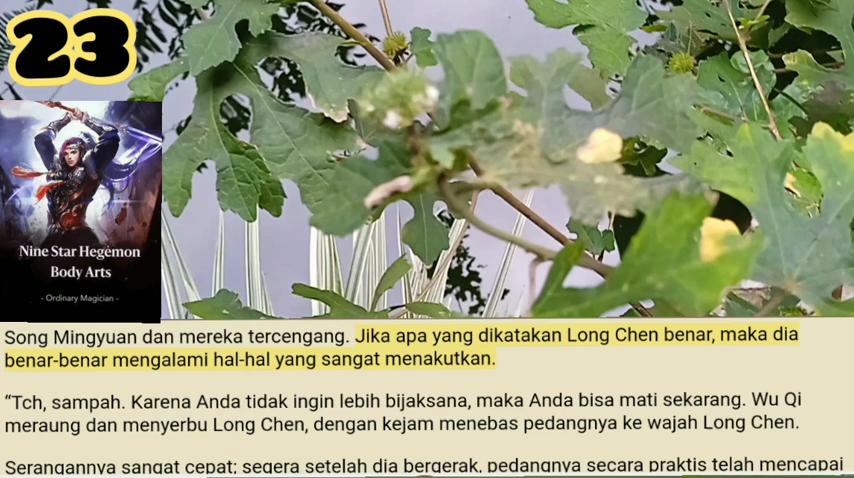 23
Nine Star Hegemon
Body Arts
- Ordinary Magician -
Song Mingyuan dan mereka tercengang. Jika apa yang dikatakan Long Chen benar, maka dia
benar-benar mengalami hal-hal yang sangat menakutkan.
“Tch, sampah. Karena Anda tidak ingin lebih bijaksana, maka Anda bisa mati sekarang. Wu Qi
meraung dan menyerbu Long Chen, dengan kejam menebas pedangnya ke wajah Long Chen.
Serangannya sangat cepat; segera setelah dia bergerak, pedangnya secara praktis telah mencapai